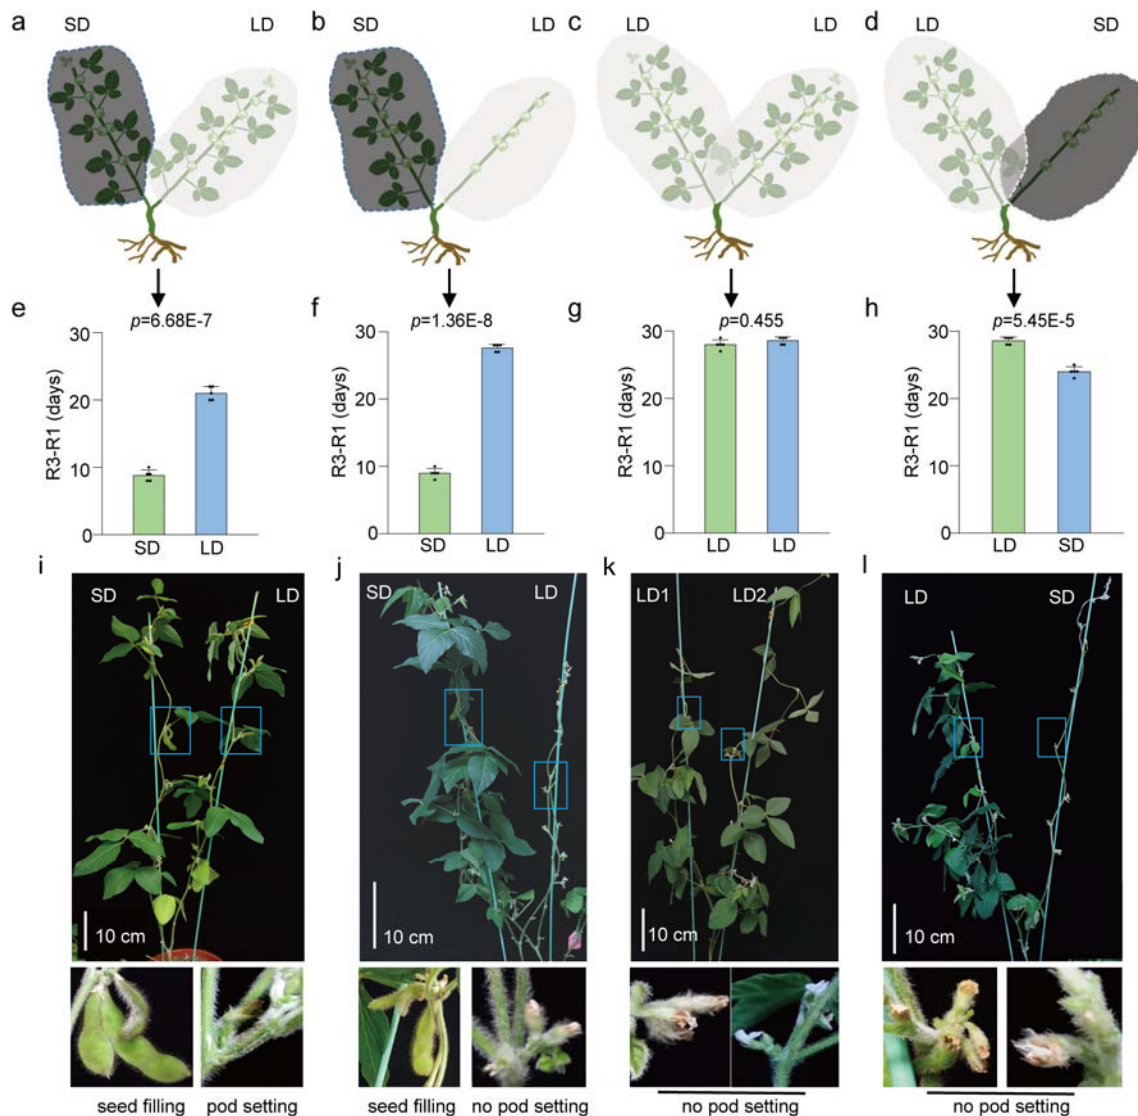 a b c d
SD LD SD LD LD LD LD SD
e f g h
p=6.68E-7 p=1.36E-8 p=0.455 p=5.45E-5
R3-R1 (days)
30
20
10
0
SD LD
R3-R1 (days)
30
20
10
0
SD LD
R3-R1 (days)
30
20
10
0
LD LD
R3-R1 (days)
30
20
10
0
LD SD
i j k l
SD LD SD LD LD1 LD2 LD SD
10 cm 10 cm 10 cm 10 cm
seed filling pod setting seed filling no pod setting no pod setting no pod setting